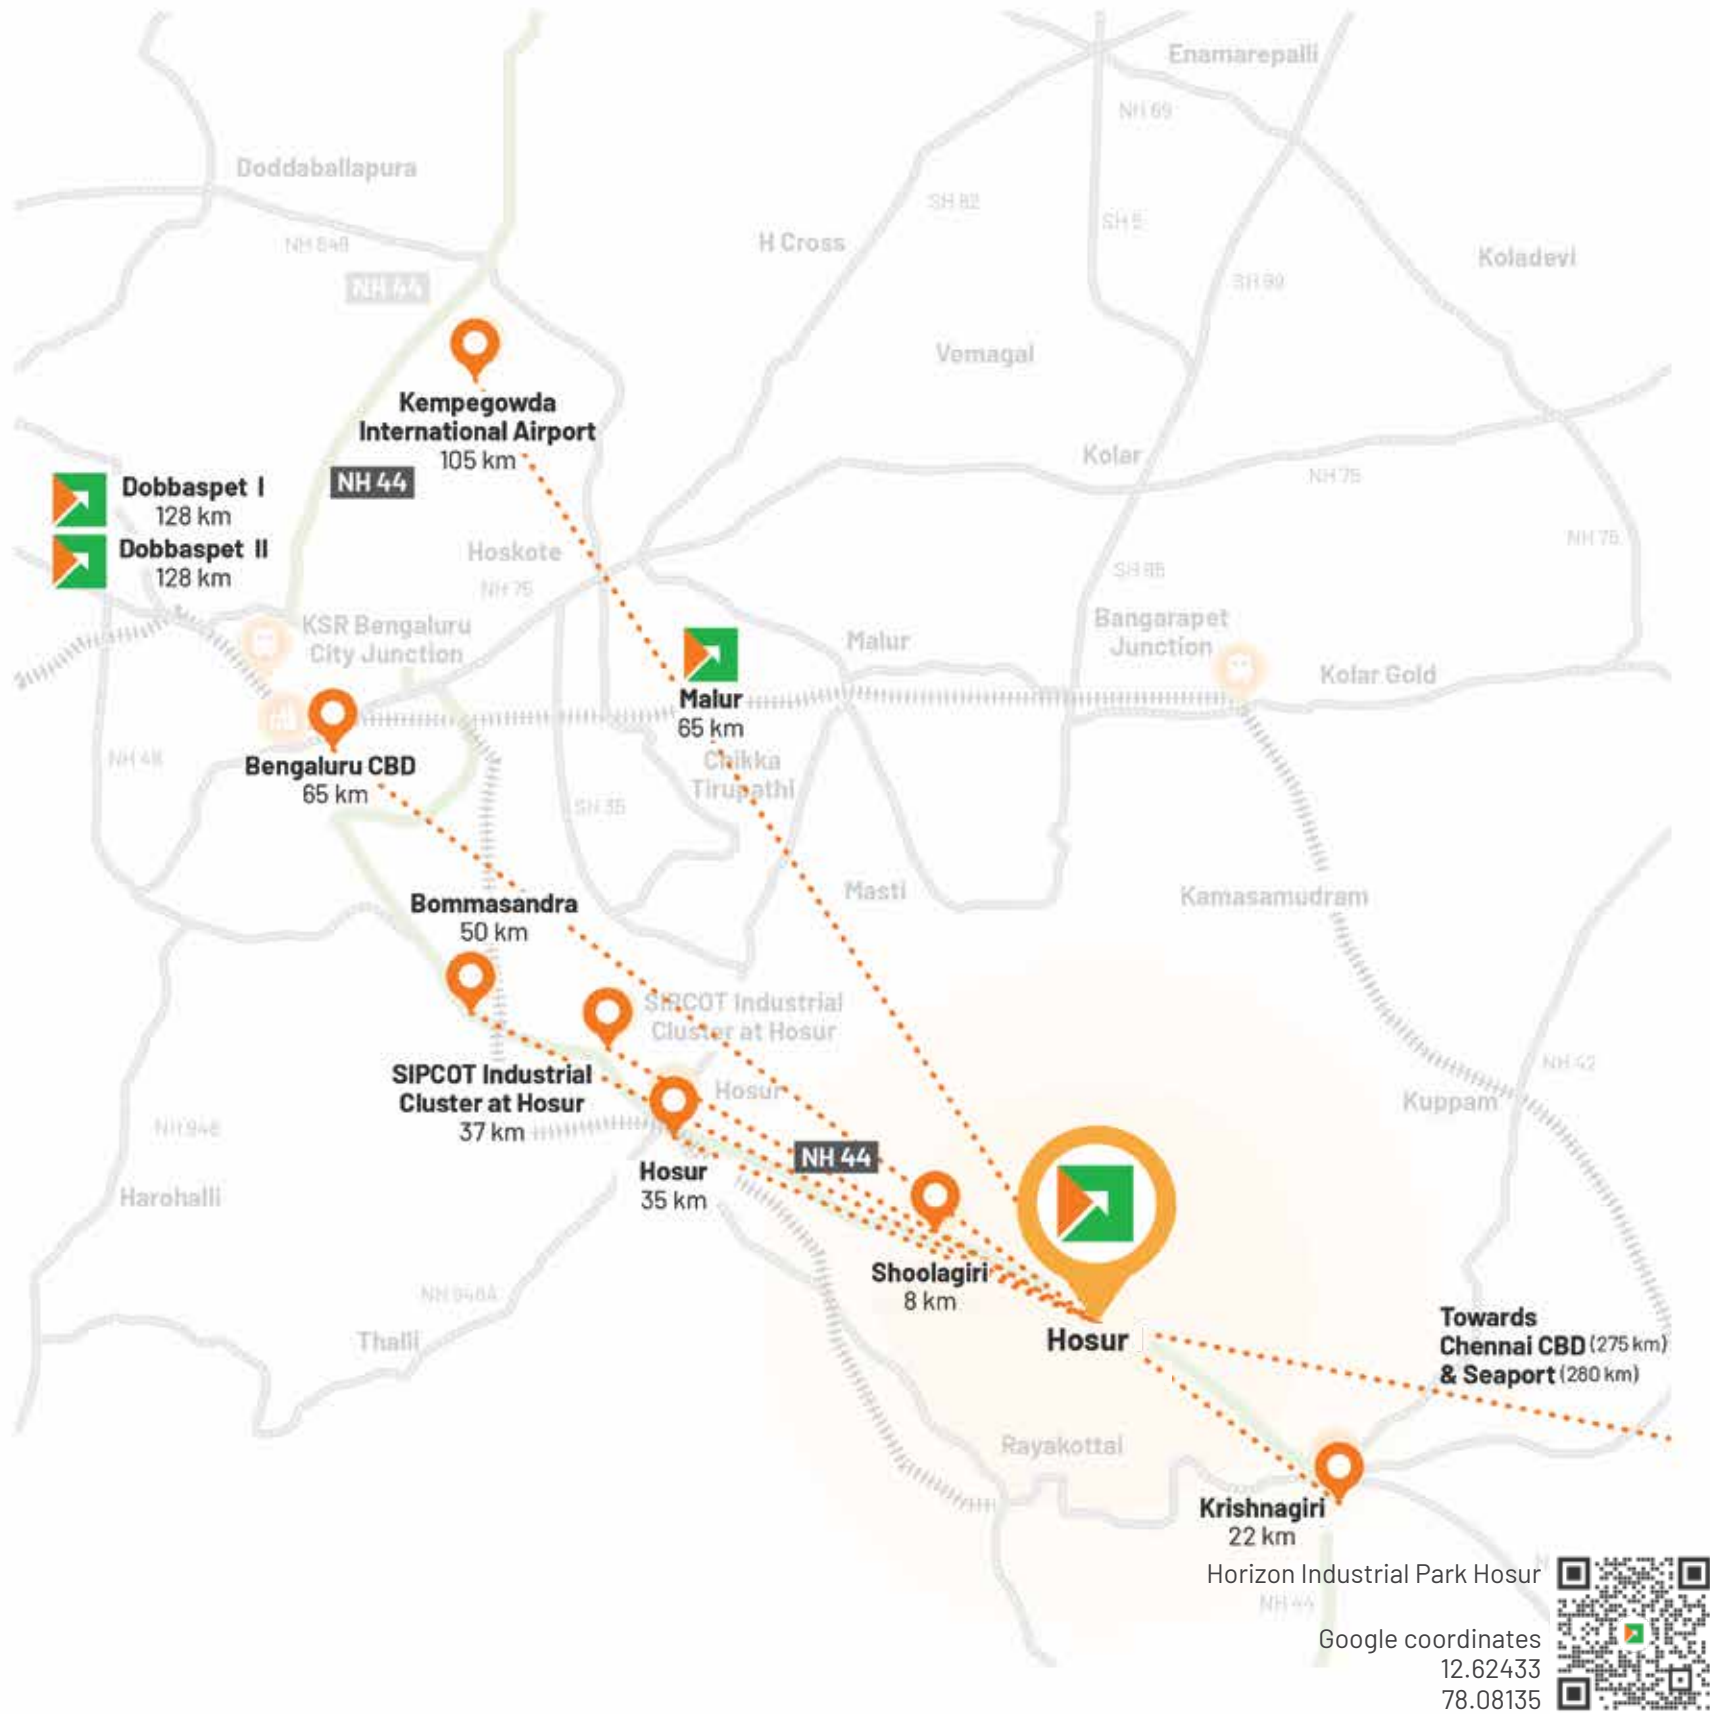 Enamarepalli
NH 69
Doddaballapura
SH 82
SH 5
NH 648
H Cross
Koladevi
NH 44
SH 99
Vemagal
Kempegowda
International Airport
105 km
Kolar
NH 75
NH 44
Dobbaspet I
128 km
Dobbaspet II
128 km
Hoskote
NH 75
NH 75
SH 95
KSR Bengaluru
City Junction
Malur
Bangarapet
Junction
Kolar Gold
Malur
65 km
NH 48
Bengaluru CBD
65 km
Chikka
Tirupathi
SH 35
Masti
Kamasamudram
Bommasandra
50 km
SIPCOT Industrial
Cluster at Hosur
NH 42
SIPCOT Industrial
Cluster at Hosur
37 km
Hosur
Kuppam
NH 948
NH 44
Hosur
35 km
Harohalli
Shoolagiri
8 km
NH 948A
Thalli
Hosur
Towards
Chennai CBD (275 km)
& Seaport (280 km)
Rayakottai
Krishnagiri
22 km
Horizon Industrial Park Hosur
NH 44
Google coordinates
12.62433
78.08135